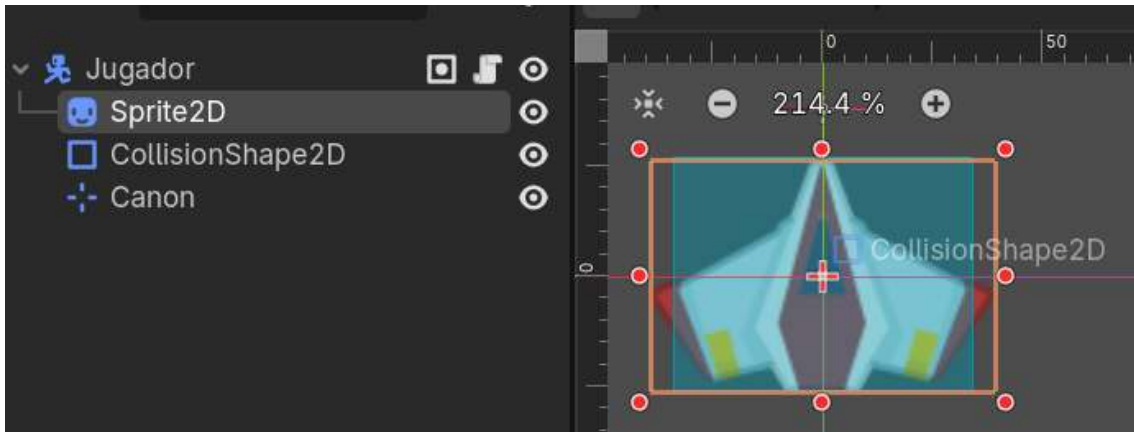 Jugador
Sprite2D
CollisionShape2D
Canon
0
50
214.4 %
CollisionShape2D
0